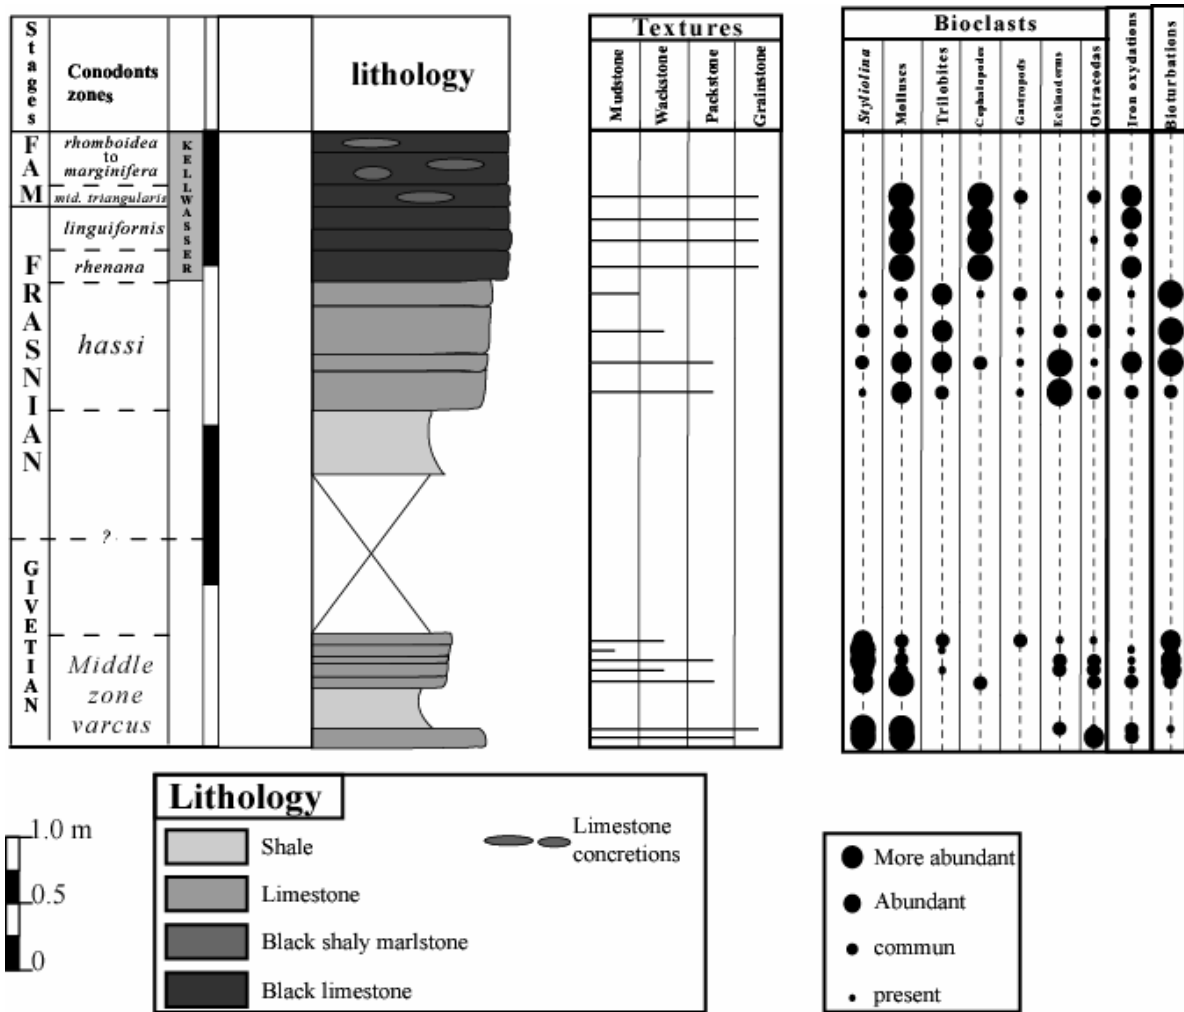 Stages
Conodonts
zones
lithology
Textures
Mudstone
Wackstone
Packstone
Grainstone
Bioclasts
Styliolina
Molluses
Trilobites
Cephalopodes
Gastropods
Echinoderms
Ostracodas
Iron oxydations
Bioturbations
FAM
rhomboidea
to
marginifera
mid. triangularis
KELLWASSER
FRASNIAN
linguifornis
rhenana
hassi
?
GIVETIAN
Middle
zone
varcus
1.0 m
0.5
0
Lithology
Shale
Limestone
Black shaly marlstone
Black limestone
Limestone
concretions
More abundant
Abundant
commun
present